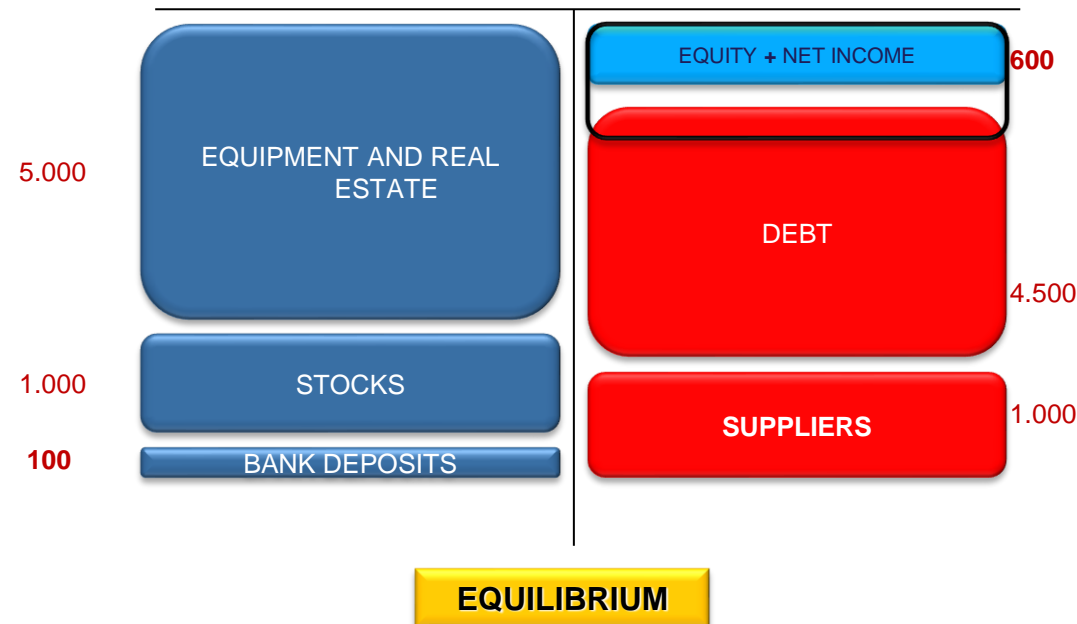 EQUITY + NET INCOME
600
5.000
EQUIPMENT AND REAL
ESTATE
DEBT
4.500
1.000
STOCKS
SUPPLIERS
1.000
100
BANK DEPOSITS
EQUILIBRIUM